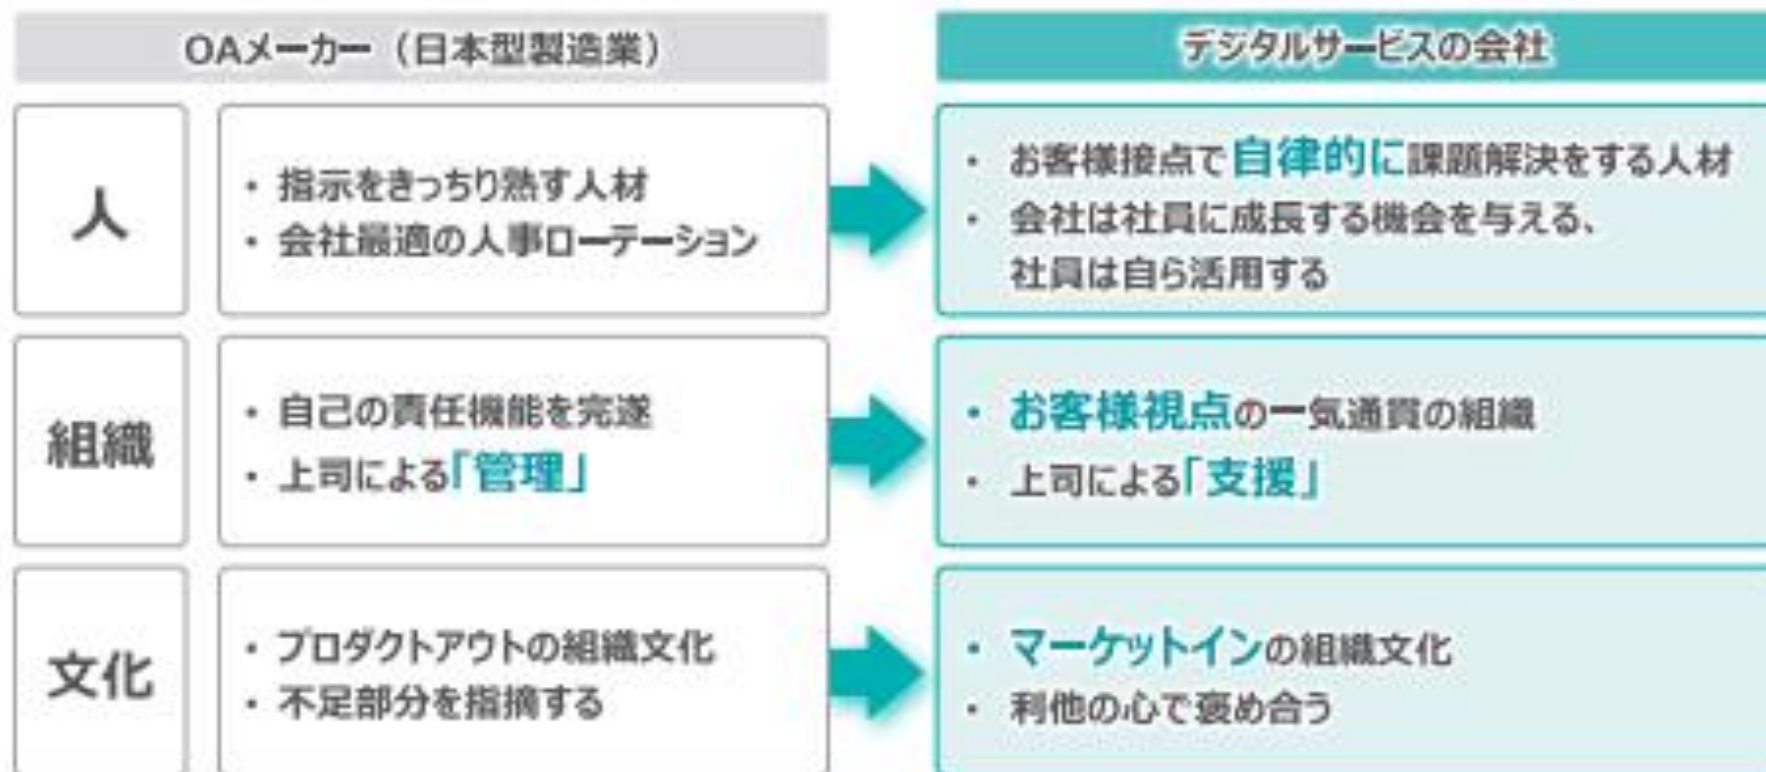 OAメーカー（日本型製造業）
デジタルサービスの会社
人
・指示をきっちり熟す人材
・会社最適の人事ローテーション
・お客様接点で自律的に課題解決をする人材
・会社は社員に成長する機会を与える、
社員は自ら活用する
組織
・自己の責任機能を完遂
・上司による「管理」
・お客様視点の一気通貫の組織
・上司による「支援」
文化
・プロダクトアウトの組織文化
・不足部分を指摘する
・マーケットインの組織文化
・利他の心で褒め合う